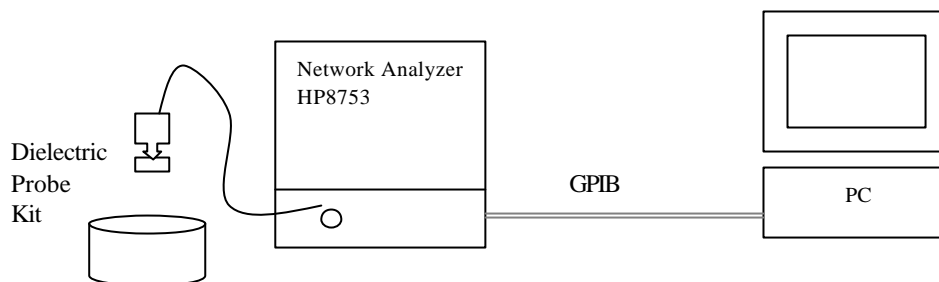 Network Analyzer
HP8753
Dielectric
Probe
Kit
GPIB
PC